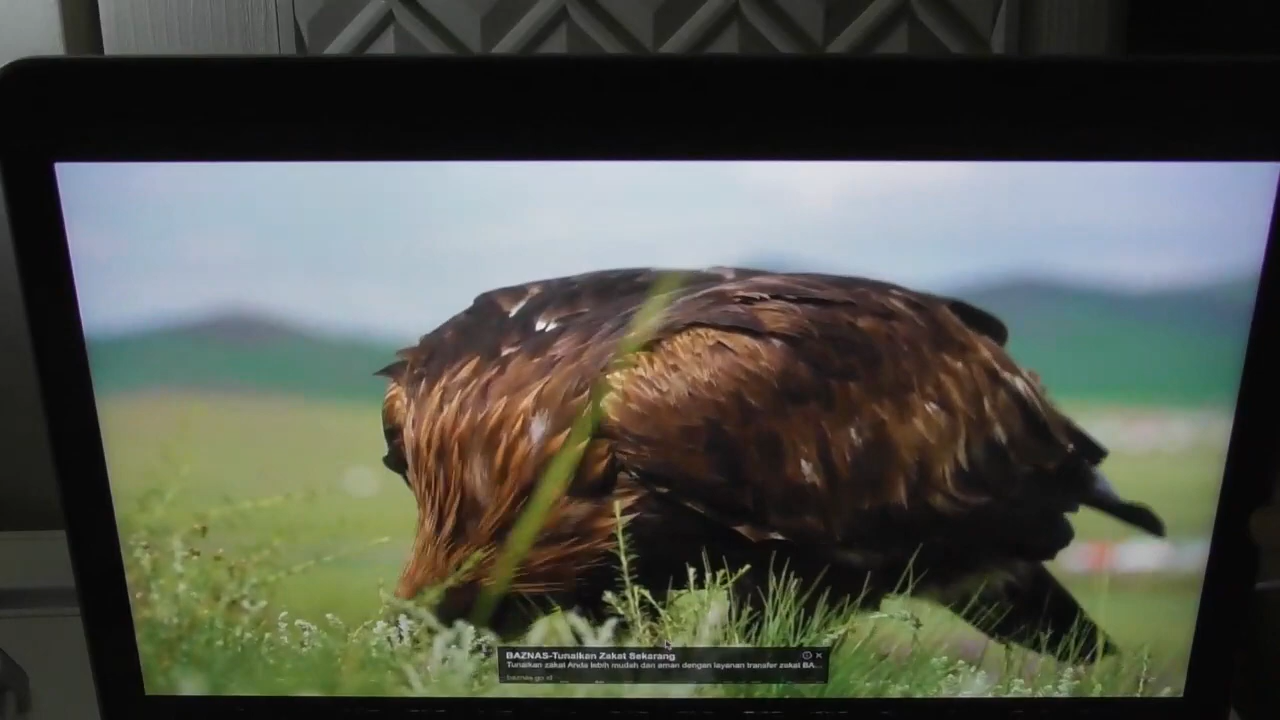 BAZNAS-Tunaikan Zakat Sekarang
Tunaikan zakat Anda lebih mudah dan aman dengan layanan transfer zakat BA...
baznas.go.id